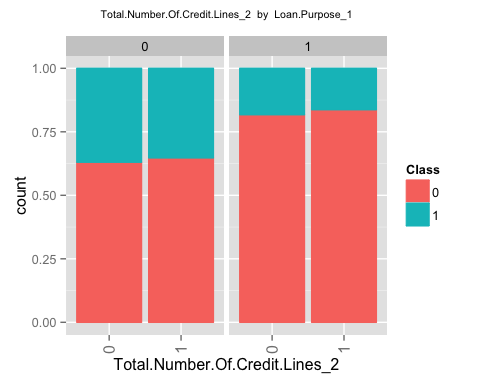 Total.Number.Of.Credit.Lines_2 by Loan.Purpose_1
0 1
1.00
0.75
0.50
0.25
0.00
count
0 1 0 1
Total.Number.Of.Credit.Lines_2
Class
0
1